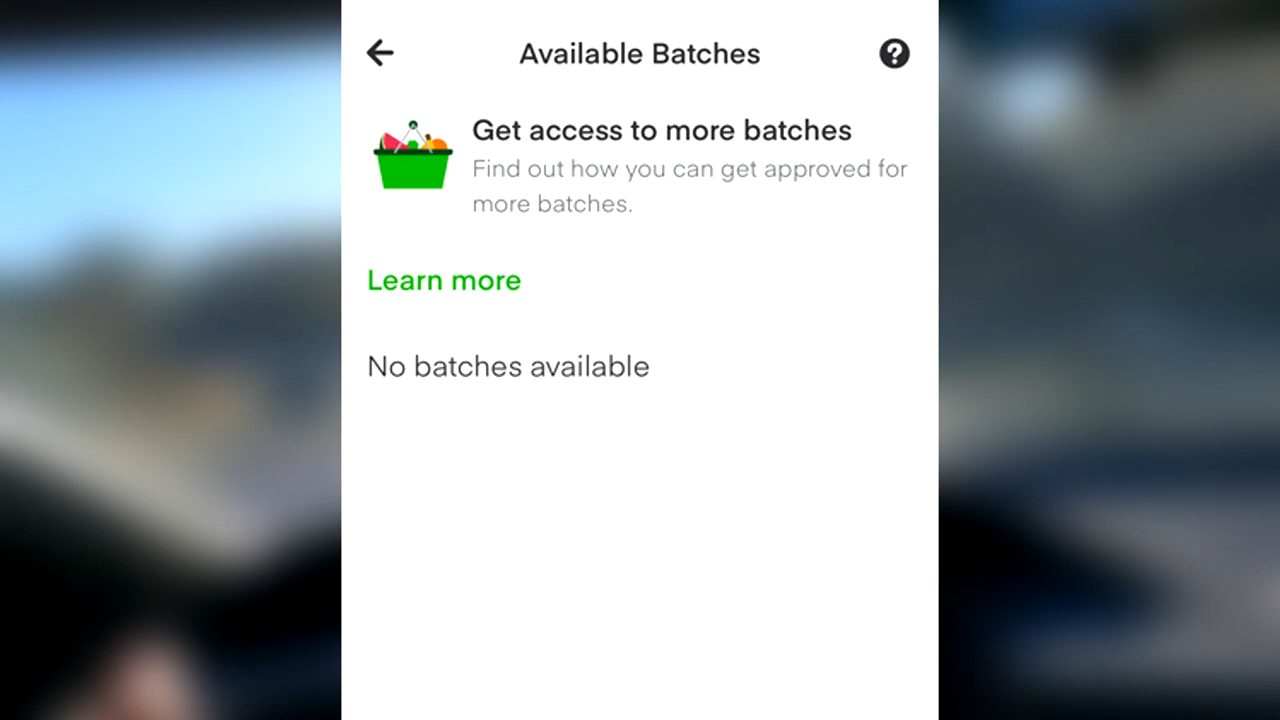 Available Batches
?
Get access to more batches
Find out how you can get approved for
more batches.
Learn more
No batches available